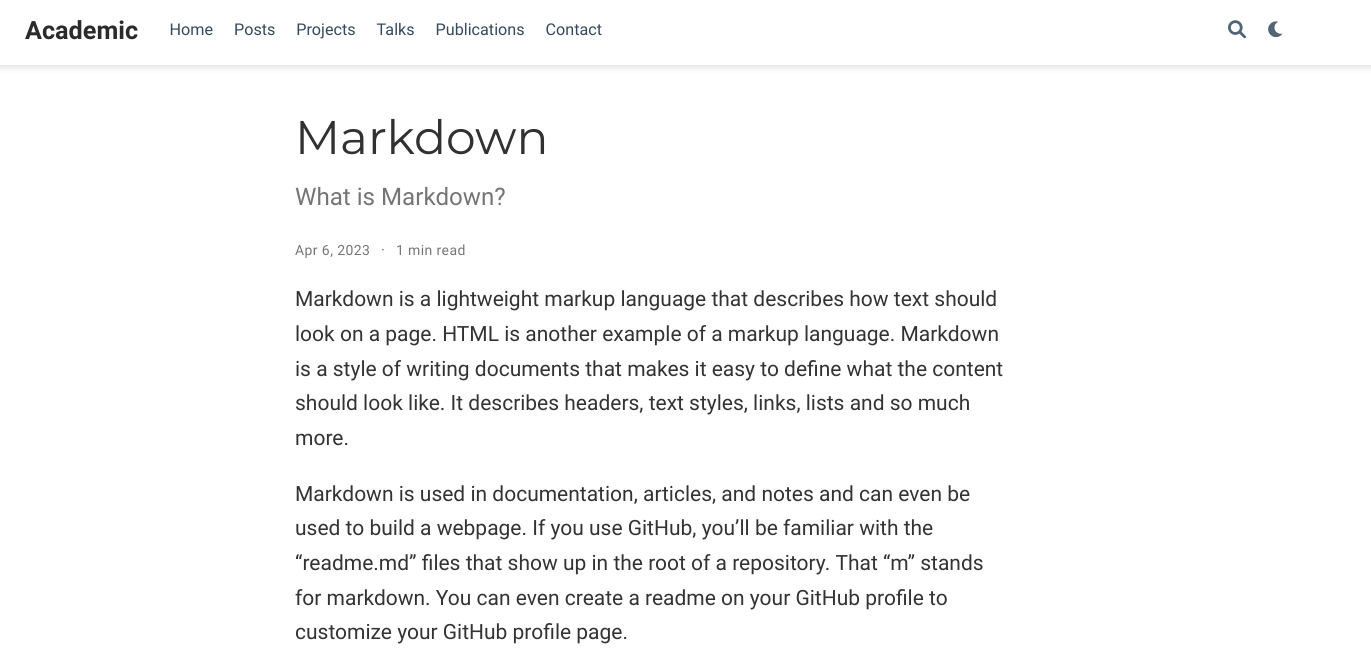 Academic Home Posts Projects Talks Publications Contact
Markdown
What is Markdown?
Apr 6, 2023 · 1 min read
Markdown is a lightweight markup language that describes how text should
look on a page. HTML is another example of a markup language. Markdown
is a style of writing documents that makes it easy to define what the content
should look like. It describes headers, text styles, links, lists and so much
more.
Markdown is used in documentation, articles, and notes and can even be
used to build a webpage. If you use GitHub, you’ll be familiar with the
“readme.md” files that show up in the root of a repository. That “m” stands
for markdown. You can even create a readme on your GitHub profile to
customize your GitHub profile page.